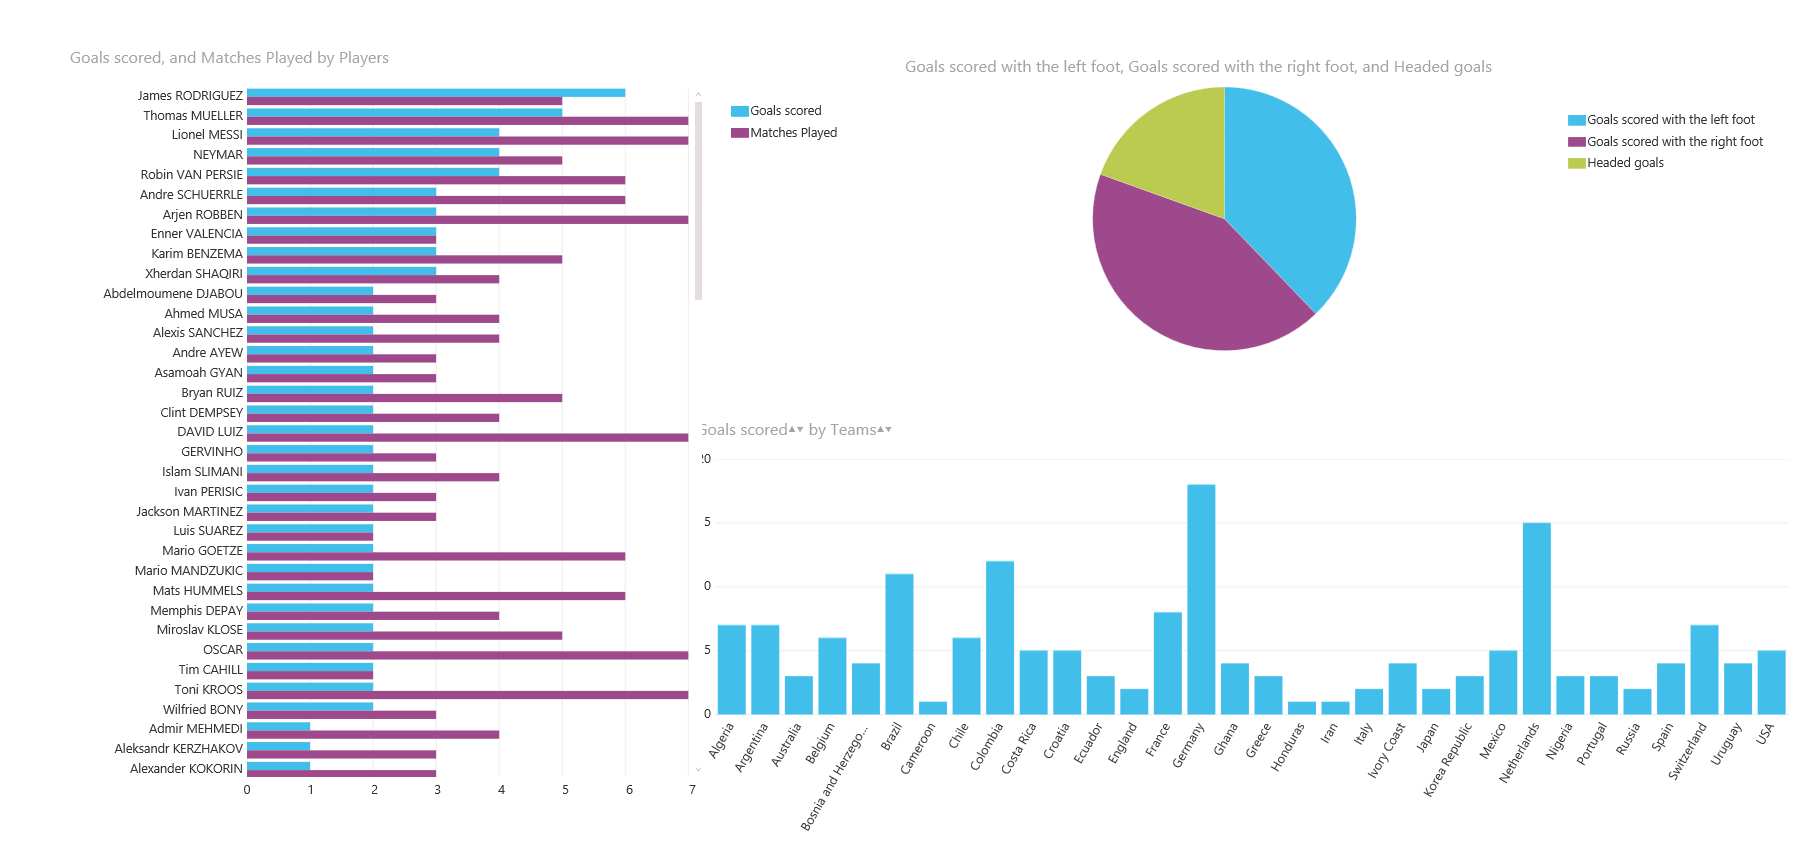 Goals scored, and Matches Played by Players
James RODRIGUEZ
Thomas MUELLER
Lionel MESSI
NEYMAR
Robin VAN PERSIE
Andre SCHUERRLE
Arjen ROBBEN
Enner VALENCIA
Karim BENZEMA
Xherdan SHAQIRI
Abdelmoumene DJABOU
Ahmed MUSA
Alexis SANCHEZ
Andre AYEW
Asamoah GYAN
Bryan RUIZ
Clint DEMPSEY
DAVID LUIZ
GERVINHO
Islam SLIMANI
Ivan PERISIC
Jackson MARTINEZ
Luis SUAREZ
Mario GOETZE
Mario MANDZUKIC
Mats HUMMELS
Memphis DEPAY
Miroslav KLOSE
OSCAR
Tim CAHILL
Toni KROOS
Wilfried BONY
Admir MEHMEDI
Aleksandr KERZHAKOV
Alexander KOKORIN
0 1 2 3 4 5 6 7
Goals scored
Matches Played
Goals scored with the left foot, Goals scored with the right foot, and Headed goals
Goals scored with the left foot
Goals scored with the right foot
Headed goals
Goals scored▲▼ by Teams▲▼
20
5
0
5
0
Algeria
Argentina
Australia
Belgium
Bosnia and Herzego...
Brazil
Cameroon
Chile
Colombia
Costa Rica
Croatia
Ecuador
England
France
Germany
Ghana
Greece
Honduras
Iran
Italy
Ivory Coast
Japan
Korea Republic
Mexico
Netherlands
Nigeria
Portugal
Russia
Spain
Switzerland
Uruguay
USA